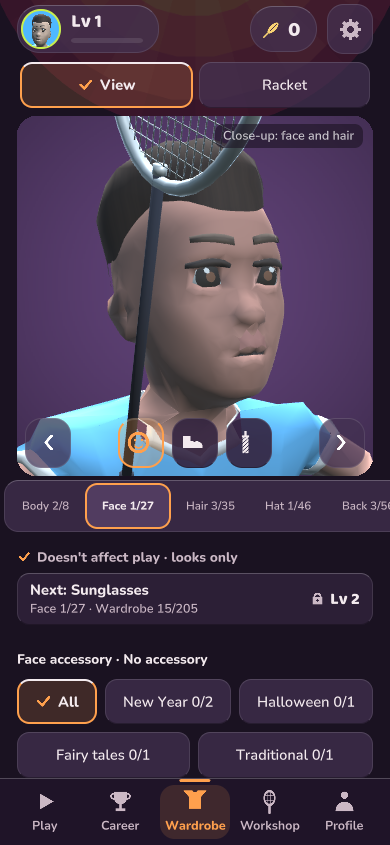 Lv 1
0
View
Racket
Close-up: face and hair
Body 2/8
Face 1/27
Hair 3/35
Hat 1/46
Back 3/56
Doesn't affect play · looks only
Next: Sunglasses
Face 1/27 · Wardrobe 15/205
Lv 2
Face accessory · No accessory
All
New Year 0/2
Halloween 0/1
Fairy tales 0/1
Traditional 0/1
Play
Career
Wardrobe
Workshop
Profile